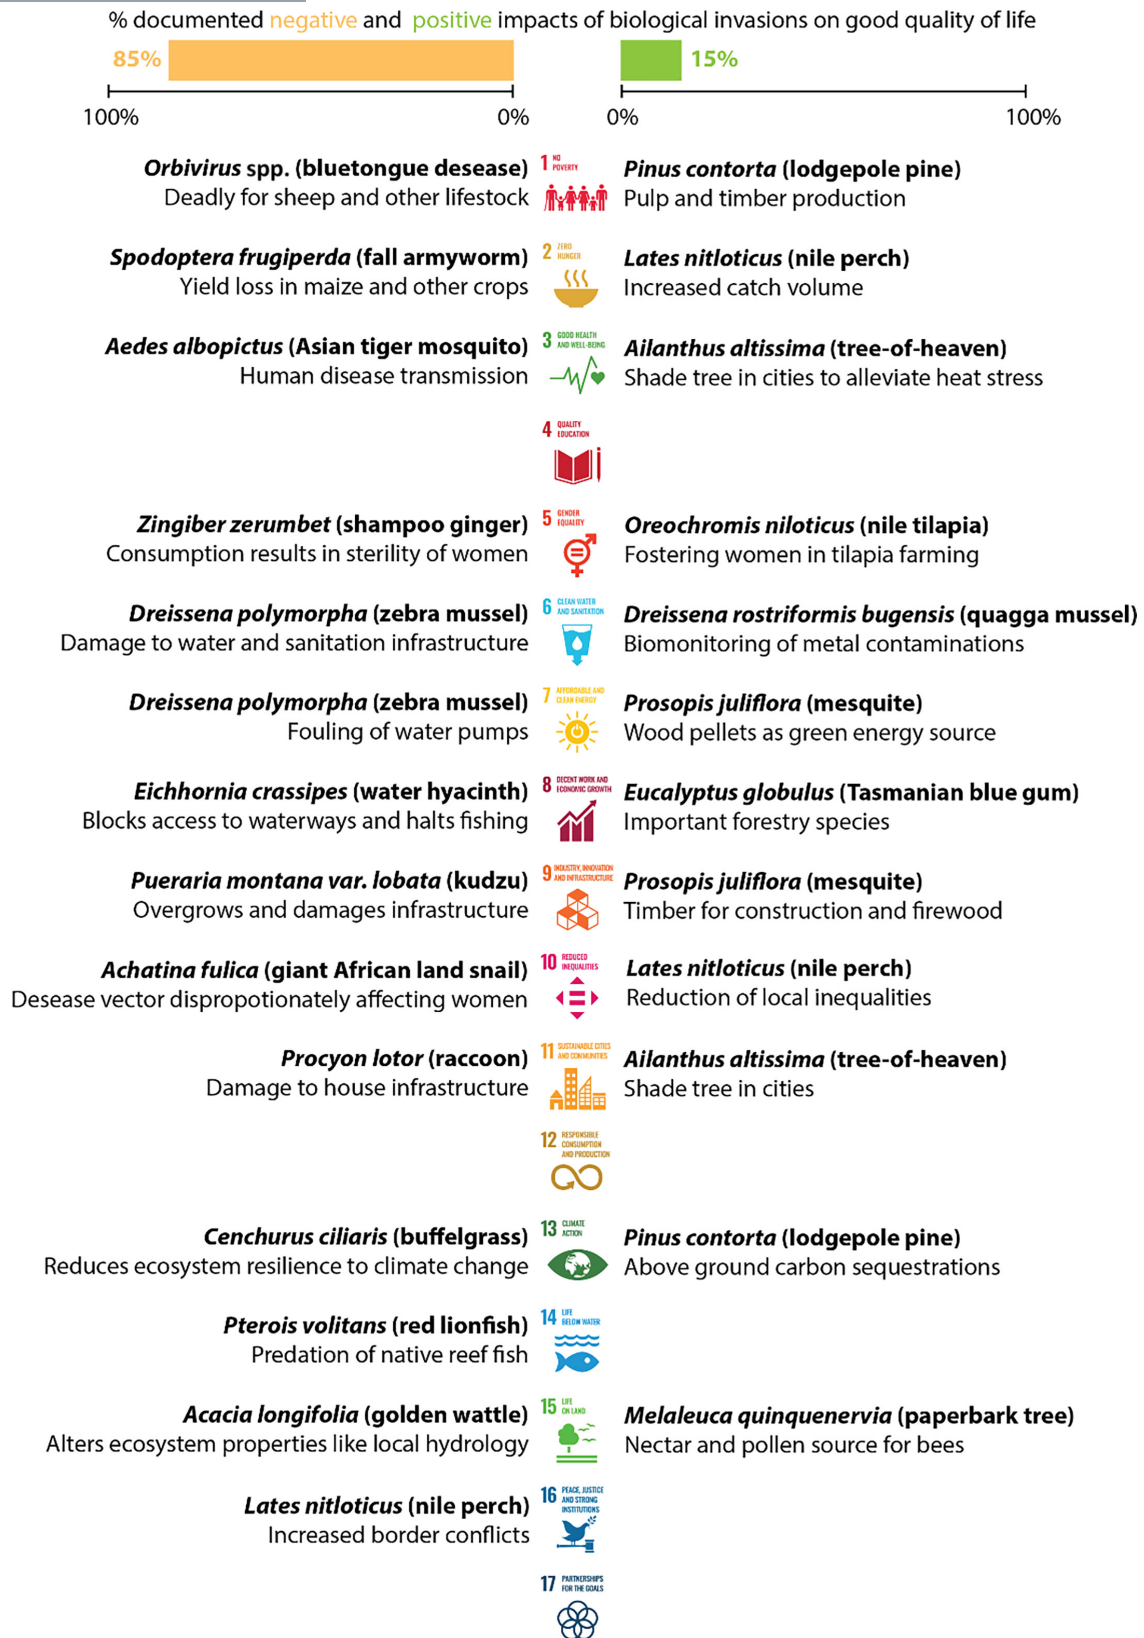 % documented negative and positive impacts of biological invasions on good quality of life
85%
15%
100%
0%
0%
100%
Orbivirus spp. (bluetongue desease)
Deadly for sheep and other lifestock
1 NO
POVERTY
Pinus contorta (lodgepole pine)
Pulp and timber production
Spodoptera frugiperda (fall armyworm)
Yield loss in maize and other crops
2 ZERO
HUNGER
Lates nitloticus (nile perch)
Increased catch volume
Aedes albopictus (Asian tiger mosquito)
Human disease transmission
3 GOOD HEALTH
AND WELL-BEING
Ailanthus altissima (tree-of-heaven)
Shade tree in cities to alleviate heat stress
4 QUALITY
EDUCATION
Zingiber zerumbet (shampoo ginger)
Consumption results in sterility of women
5 GENDER
EQUALITY
Oreochromis niloticus (nile tilapia)
Fostering women in tilapia farming
Dreissena polymorpha (zebra mussel)
Damage to water and sanitation infrastructure
6 CLEAN WATER
AND SANITATION
Dreissena rostriformis bugensis (quagga mussel)
Biomonitoring of metal contaminations
Dreissena polymorpha (zebra mussel)
Fouling of water pumps
7 AFFORDABLE AND
CLEAN ENERGY
Prosopis juliflora (mesquite)
Wood pellets as green energy source
Eichhornia crassipes (water hyacinth)
Blocks access to waterways and halts fishing
8 DECENT WORK AND
ECONOMIC GROWTH
Eucalyptus globulus (Tasmanian blue gum)
Important forestry species
Pueraria montana var. lobata (kudzu)
Overgrows and damages infrastructure
9 INDUSTRY, INNOVATION
AND INFRASTRUCTURE
Prosopis juliflora (mesquite)
Timber for construction and firewood
Achatina fulica (giant African land snail)
Desease vector dispropotionately affecting women
10 REDUCED
INEQUALITIES
Lates nitloticus (nile perch)
Reduction of local inequalities
Procyon lotor (raccoon)
Damage to house infrastructure
11 SUSTAINABLE CITIES
AND COMMUNITIES
Ailanthus altissima (tree-of-heaven)
Shade tree in cities
12 RESPONSIBLE
CONSUMPTION
AND PRODUCTION
Cenchurus ciliaris (buffelgrass)
Reduces ecosystem resilience to climate change
13 CLIMATE
ACTION
Pinus contorta (lodgepole pine)
Above ground carbon sequestrations
Pterois volitans (red lionfish)
Predation of native reef fish
14 LIFE
BELOW WATER
Acacia longifolia (golden wattle)
Alters ecosystem properties like local hydrology
15 LIFE
ON LAND
Melaleuca quinquenervia (paperbark tree)
Nectar and pollen source for bees
Lates nitloticus (nile perch)
Increased border conflicts
16 PEACE, JUSTICE
AND STRONG
INSTITUTIONS
17 PARTNERSHIPS
FOR THE GOALS